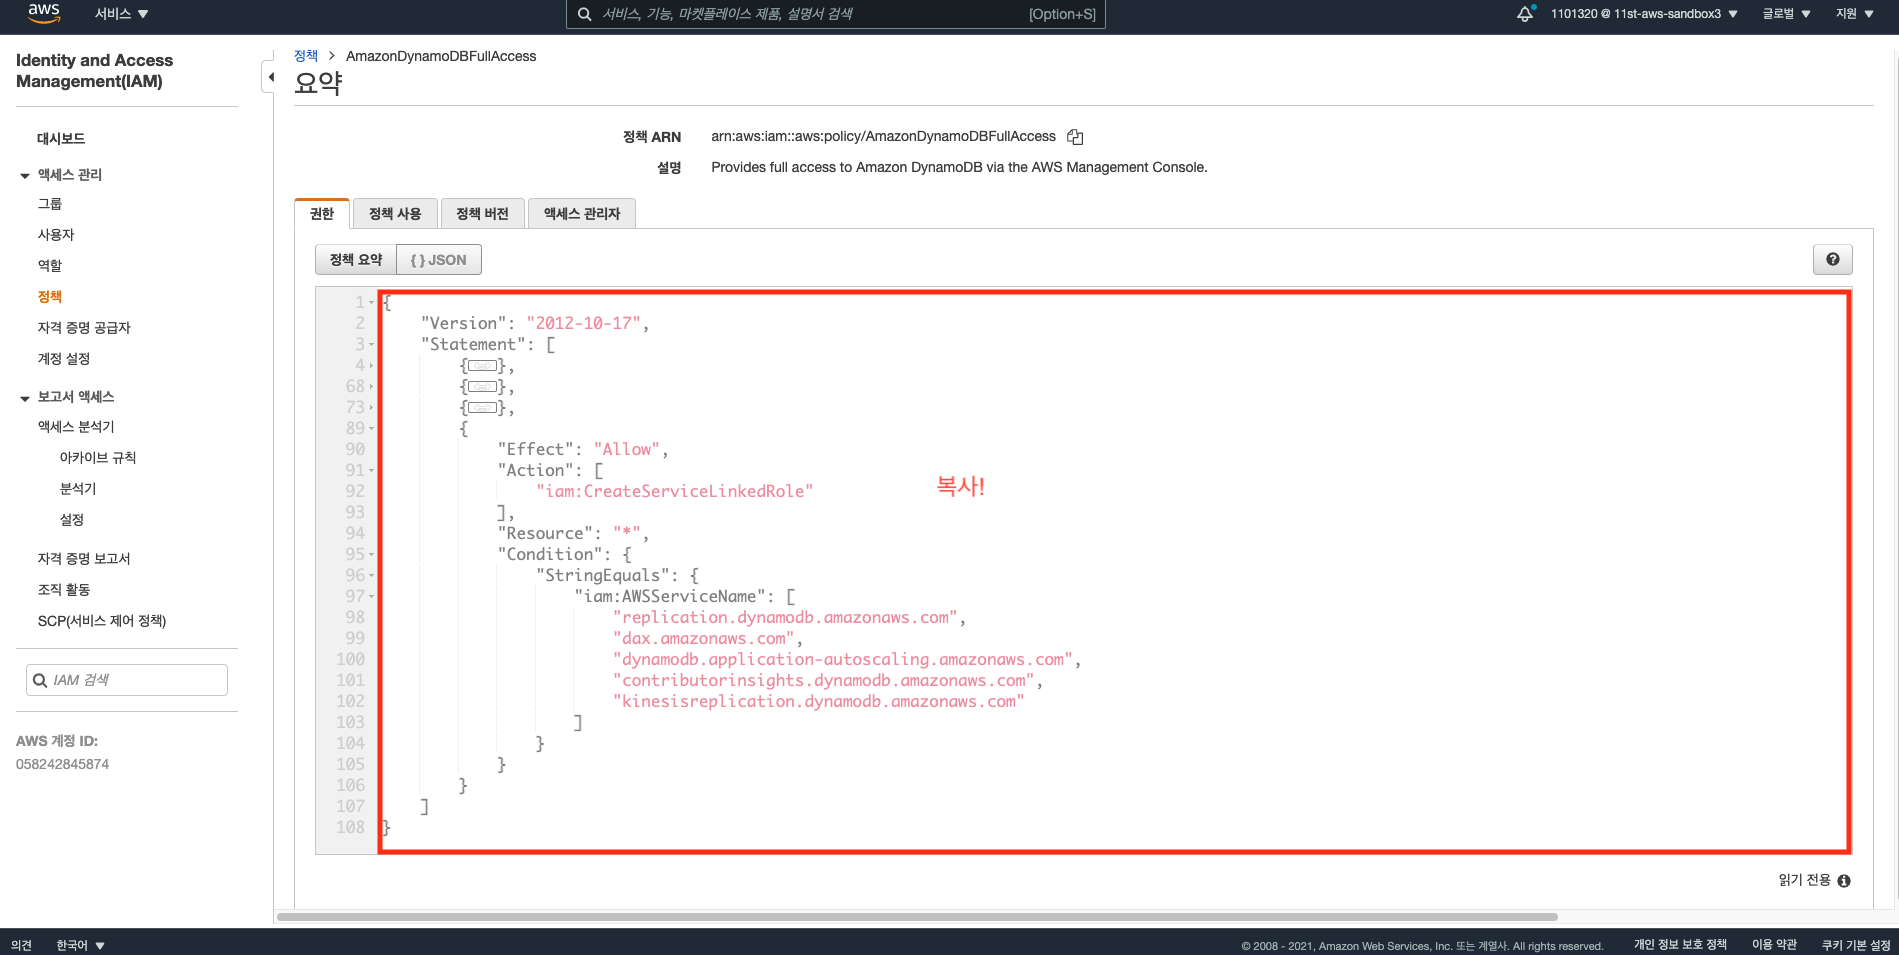 aws 서비스 ▼ 서비스, 기능, 마켓플레이스 제품, 설명서 검색 [Option+S] 1101320 @ 11st-aws-sandbox3 ▼ 글로벌 ▼ 지원 ▼
Identity and Access
Management(IAM)
대시보드
액세스 관리
그룹
사용자
역할
정책
자격 증명 공급자
계정 설정
보고서 액세스
액세스 분석기
아카이브 규칙
분석기
설정
자격 증명 보고서
조직 활동
SCP(서비스 제어 정책)
IAM 검색
AWS 계정 ID:
058242845874
정책 > AmazonDynamoDBFullAccess
요약
정책 ARN arn:aws:iam::aws:policy/AmazonDynamoDBFullAccess
설명 Provides full access to Amazon DynamoDB via the AWS Management Console.
권한 정책 사용 정책 버전 액세스 관리자
정책 요약 { } JSON
1 {
2 "Version": "2012-10-17",
3 "Statement": [
4 {},
68 {},
73 {},
89 {
90 "Effect": "Allow",
91 "Action": [
92 "iam:CreateServiceLinkedRole"
복사!
93 ],
94 "Resource": "*",
95 "Condition": {
96 "StringEquals": {
97 "iam:AWSServiceName": [
98 "replication.dynamodb.amazonaws.com",
99 "dax.amazonaws.com",
100 "dynamodb.application-autoscaling.amazonaws.com",
101 "contributorinsights.dynamodb.amazonaws.com",
102 "kinesisreplication.dynamodb.amazonaws.com"
103 ]
104 }
105 }
106 }
107 ]
108 }
읽기 전용
의견 한국어 ▼ © 2008 - 2021, Amazon Web Services, Inc. 또는 계열사. All rights reserved. 개인 정보 보호 정책 이용 약관 쿠키 기본 설정